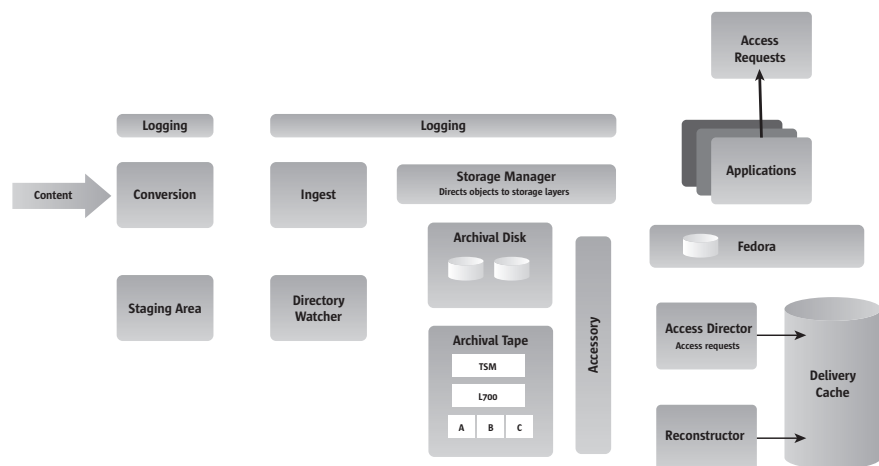 Access
Requests
Logging
Logging
Applications
Content
Conversion
Ingest
Storage Manager
Directs objects to storage layers
Archival Disk
Fedora
Staging Area
Directory
Watcher
Accessory
Archival Tape
TSM
L700
A B C
Access Director
Access requests
Delivery
Cache
Reconstructor